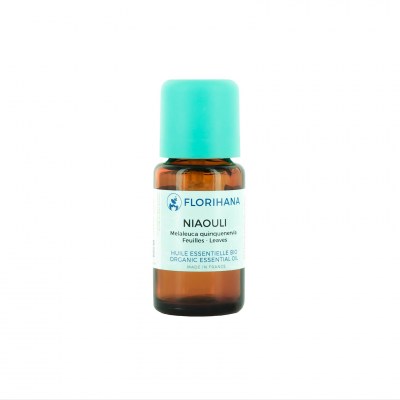 FLORIHANA
NIAOULI
Melaleuca quinquenervia
Feuilles - Leaves
HUILE ESSENTIELLE BIO
ORGANIC ESSENTIAL OIL
MADE IN FRANCE